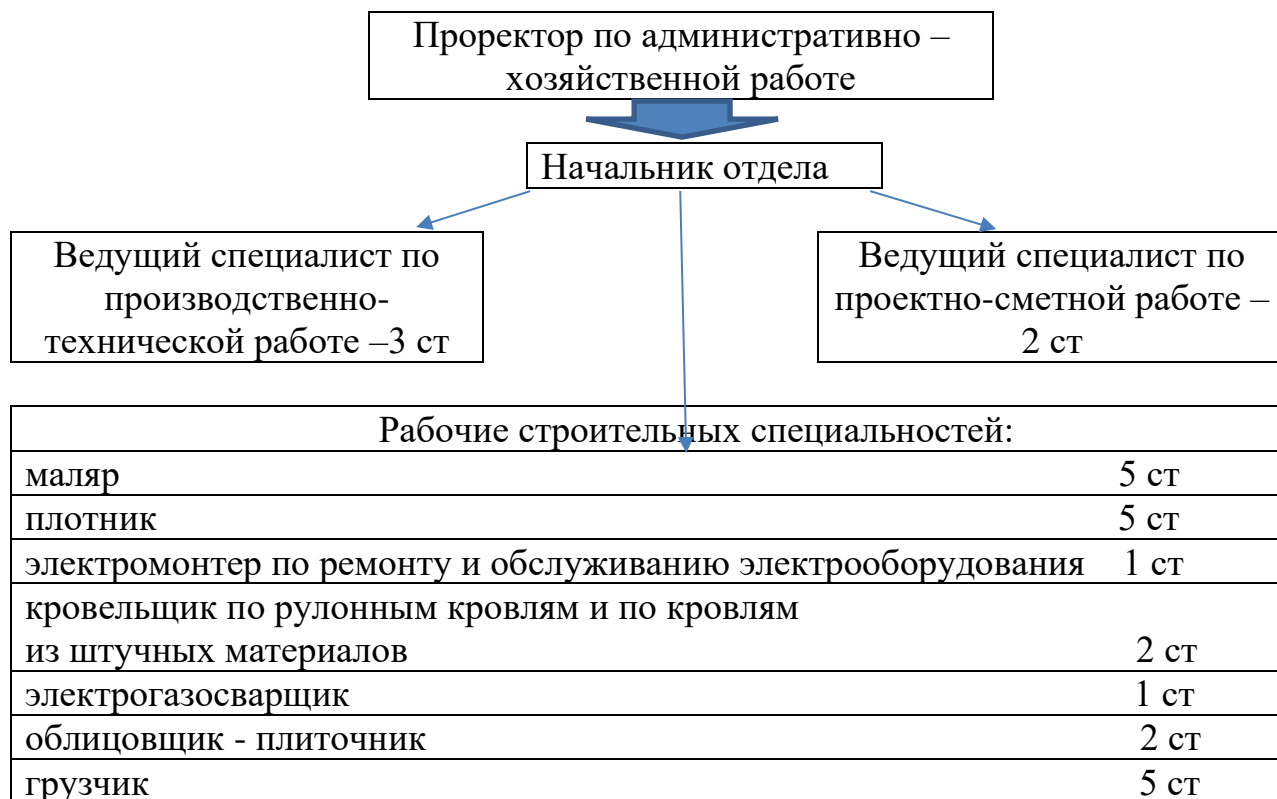 Проректор по административно –
хозяйственной работе
Начальник отдела
Ведущий специалист по
производственно-
технической работе –3 ст
Ведущий специалист по
проектно-сметной работе –
2 ст
Рабочие строительных специальностей:
маляр 5 ст
плотник 5 ст
электромонтер по ремонту и обслуживанию электрооборудования 1 ст
кровельщик по рулонным кровлям и по кровлям
из штучных материалов 2 ст
электрогазосварщик 1 ст
облицовщик - плиточник 2 ст
грузчик 5 ст